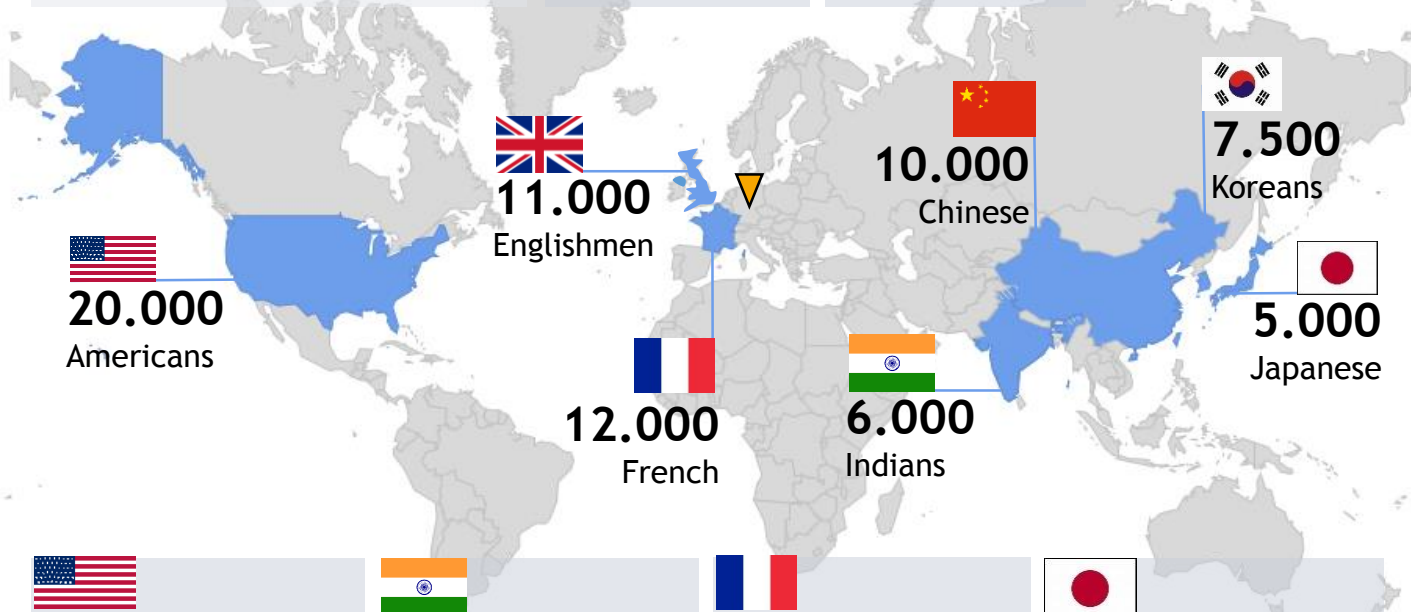 20.000
Americans
11.000
Englishmen
12.000
French
10.000
Chinese
6.000
Indians
7.500
Koreans
5.000
Japanese